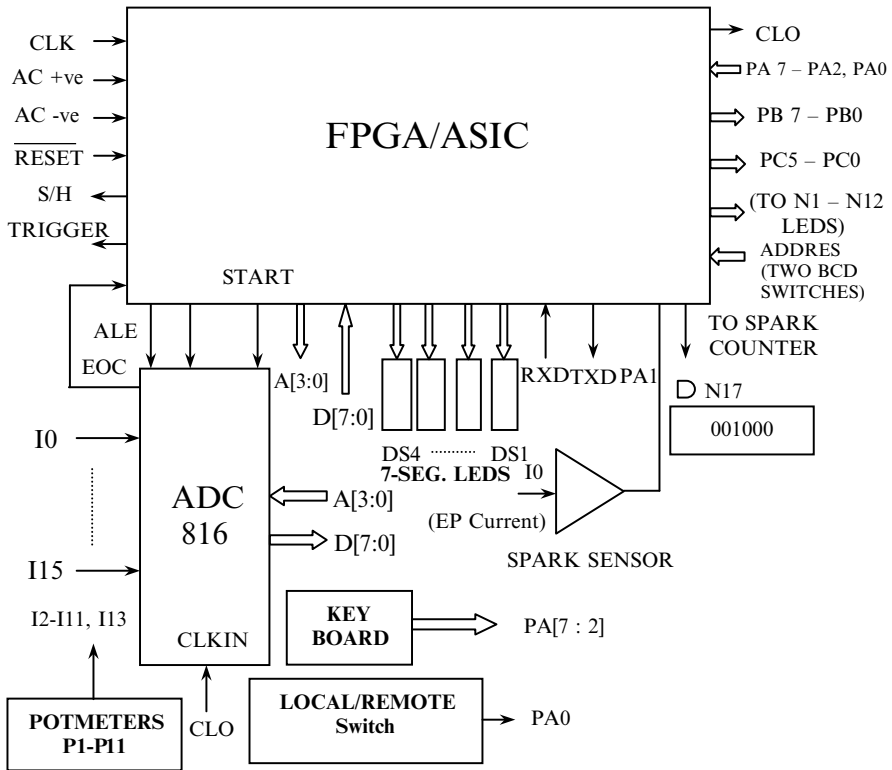 CLK
AC +ve
AC -ve
RESET
S/H
TRIGGER
FPGA/ASIC
START
CLO
PA 7 – PA2, PA0
PB 7 – PB0
PC5 – PC0
(TO N1 – N12
LEDS)
ADDRES
(TWO BCD
SWITCHES)
TO SPARK
COUNTER
ALE
EOC
A[3:0]
D[7:0]
RXD
TXD
PA1
N17
001000
DS4
DS1
7-SEG. LEDS
I0
(EP Current)
SPARK SENSOR
I0
I15
ADC
816
A[3:0]
D[7:0]
CLKIN
I2-I11, I13
POTMETERS
P1-P11
CLO
KEY
BOARD
PA[7 : 2]
LOCAL/REMOTE
Switch
PA0